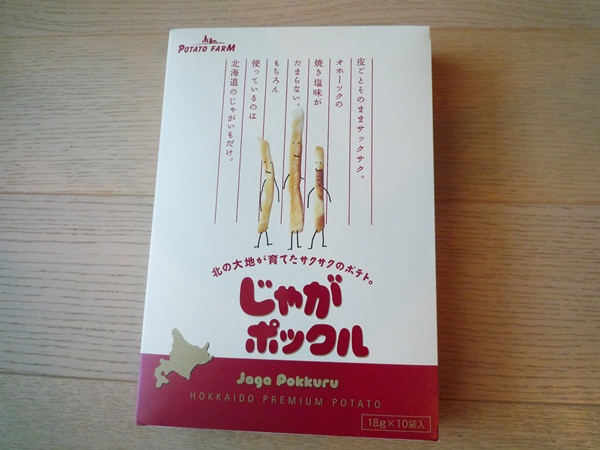 POTATO FARM
皮ごとそのままサックサク。
オホーツクの
焼き塩味が
たまらない。
もちろん
使っているのは
北海道のじゃがいもだけ。
北の大地が育てたサクサクのポテト。
じゃが
ポックル
Jaga Pokkuru
HOKKAIDO PREMIUM POTATO
18g×10袋入